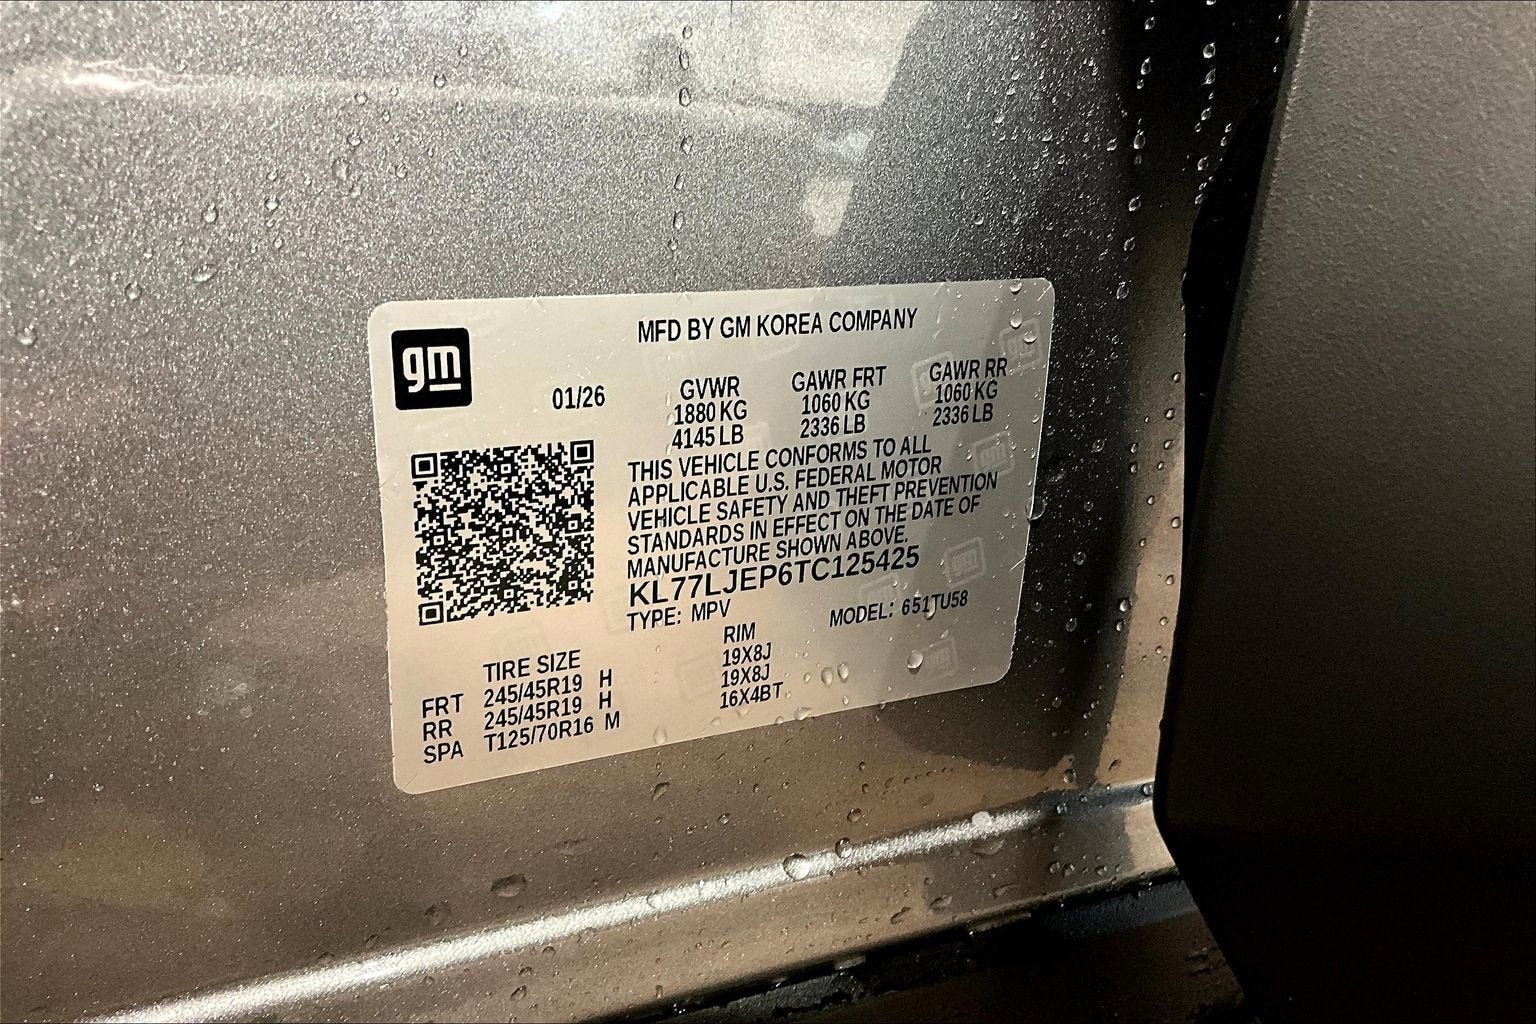 gm
MFD BY GM KOREA COMPANY
01/26
GVWR GAWR FRT GAWR RR
1880 KG 1060 KG 1060 KG
4145 LB 2336 LB 2336 LB
THIS VEHICLE CONFORMS TO ALL
APPLICABLE U.S. FEDERAL MOTOR
VEHICLE SAFETY AND THEFT PREVENTION
STANDARDS IN EFFECT ON THE DATE OF
MANUFACTURE SHOWN ABOVE.
KL77LJEP6TC125425
TYPE: MPV MODEL: 651TU58
TIRE SIZE RIM
FRT 245/45R19 H 19X8J
RR 245/45R19 H 19X8J
SPA T125/70R16 M 16X4BT